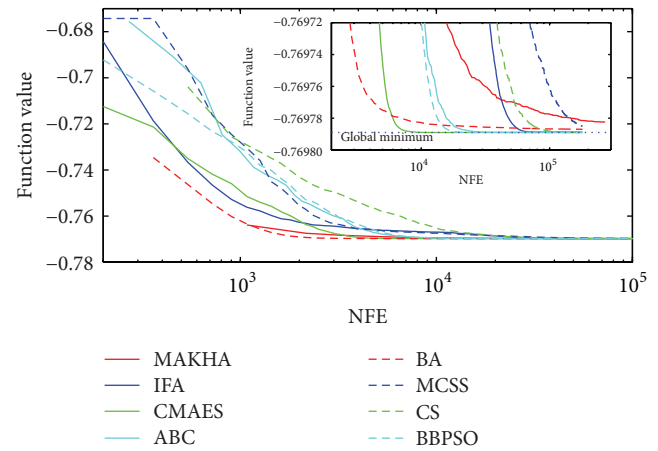 −0.68
−0.7
−0.72
−0.74
−0.76
−0.78
Function value
10³
10⁴
10⁵
NFE
−0.76972
−0.76974
−0.76976
−0.76978
−0.76980
Function value
Global minimum
10⁴
10⁵
NFE
MAKHA
IFA
CMAES
ABC
BA
MCSS
CS
BBPSO